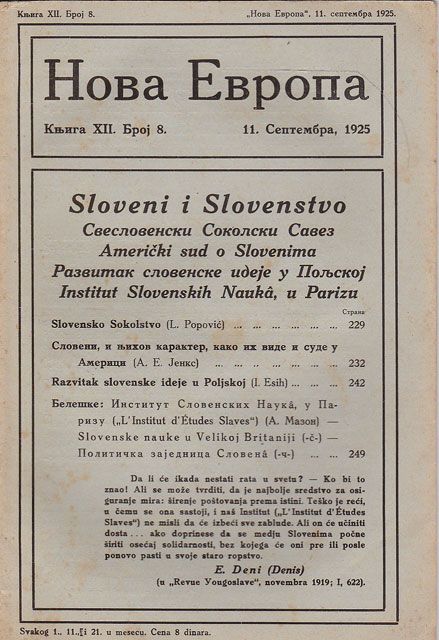 Књига XII. Број 8.
„Нова Европа“, 11. септембра 1925.
Нова Европа
Књига XII. Број 8.
11. Септембра, 1925
Sloveni i Slovenstvo
Свесловенски Соколски Савез
Američki sud o Slovenima
Развитак словенске идеје у Пољској
Institut Slovenskih Naukâ, u Parizu
Страна
Slovensko Sokolstvo (L. Popović) ... ... ... ... ... ... 229
Словени, и њихов карактер, како их виде и суде у
Америци (А. Е. Јенкс) ... ... ... ... ... ... ... 232
Razvitak slovenske ideje u Poljskoj (I. Esih) ... ... ... 242
Белешке: Институт Словенских Наукâ, у Па-
ризу („L'Institut d'Études Slaves“) (А. Мазон) —
Slovenske nauke u Velikoj Britaniji (-č-) —
Политичка заједница Словенâ (-ч-) ... ... 249
Da li će ikada nestati rata u svetu? — Ko bi to
znao! Ali se može tvrditi, da je najbolje sredstvo za osi-
guranje mira: širenje poštovanja prema istini. Teško je reći,
u čemu se ona sastoji, i naš Institut („L'Institut d'Études
Slaves“) ne misli da će izbeći sve zablude. Ali on će učiniti
dosta . . . ako doprinese da se medju Slovenima počne
širiti osećaj solidarnosti, bez kojega će oni pre ili posle
ponovo pasti u svoje staro ropstvo.
E. Deni (Denis)
(u „Revue Yougoslave“, novembra 1919; I, 622).
Svakog 1., 11., i 21. u mesecu. Cena 8 dinara.